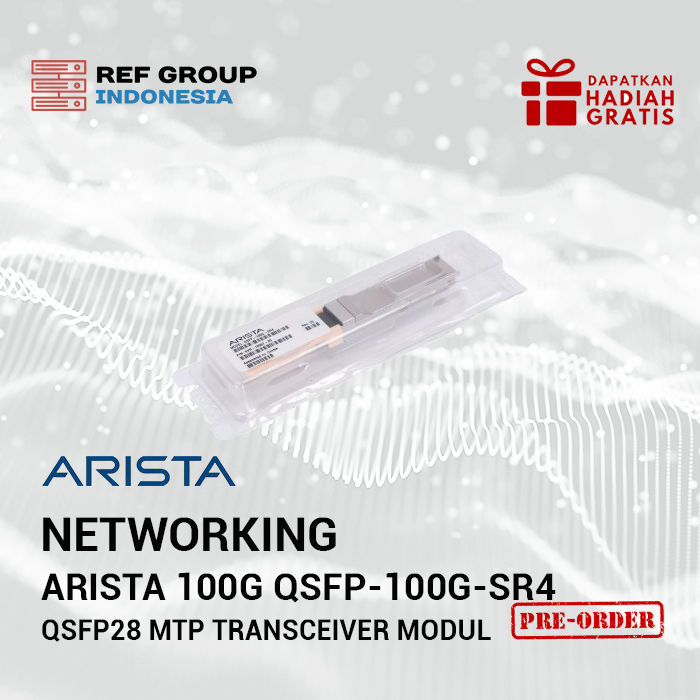 REF GROUP
INDONESIA
DAPATKAN
HADIAH
GRATIS
ARISTA
ARISTA
NETWORKING
ARISTA 100G QSFP-100G-SR4
QSFP28 MTP TRANSCEIVER MODUL
PRE-ORDER